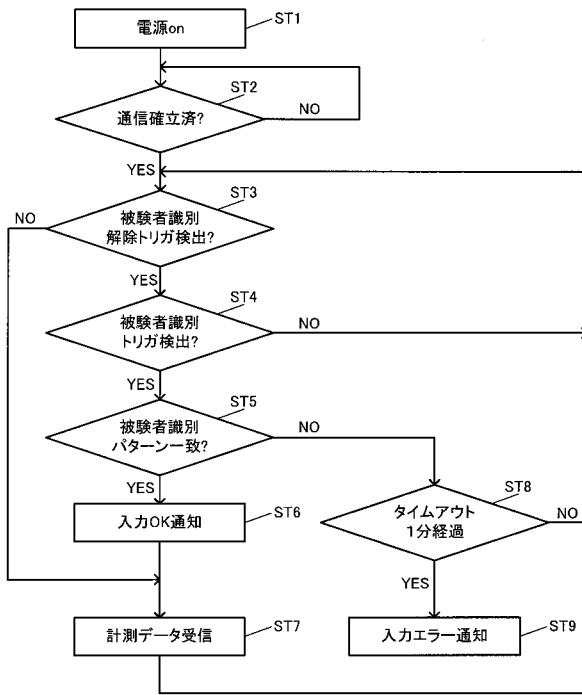 電源on
ST1
通信確立済?
ST2
NO
YES
被験者識別
解除トリガ検出?
ST3
NO
YES
被験者識別
トリガ検出?
ST4
NO
YES
被験者識別
パターン一致?
ST5
NO
YES
入力OK通知
ST6
タイムアウト
1分経過
ST8
NO
YES
計測データ受信
ST7
入力エラー通知
ST9